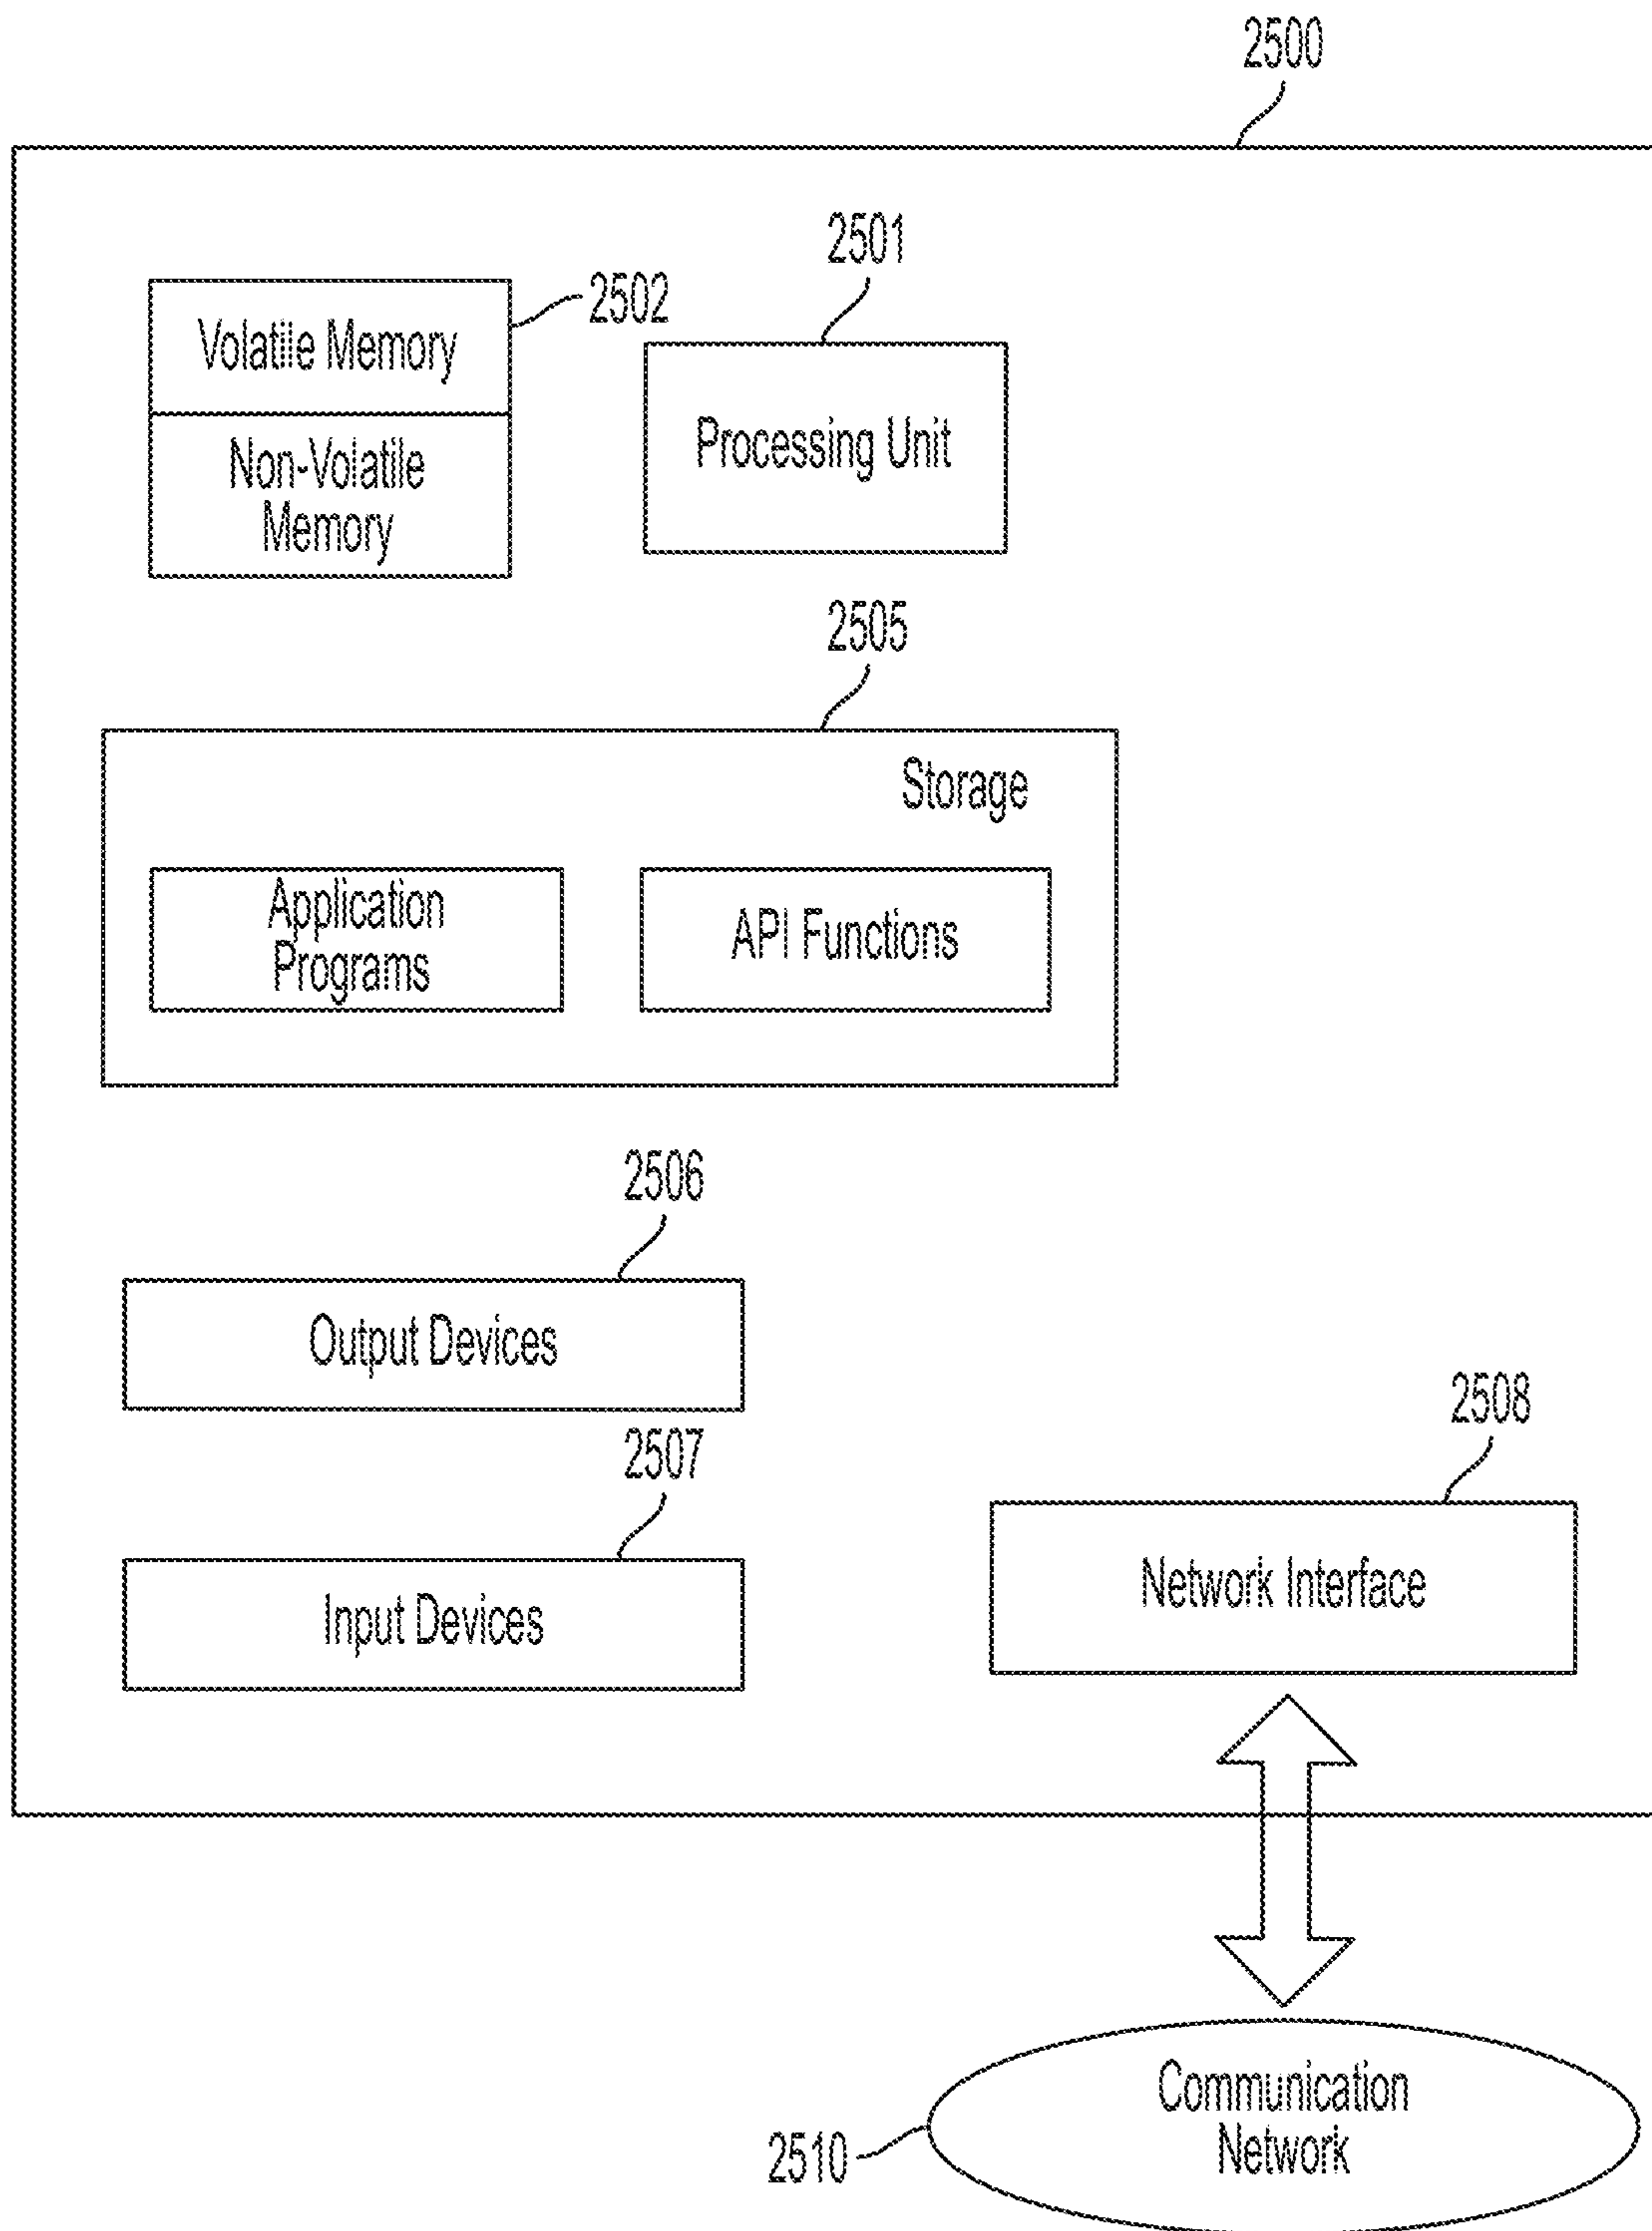 2500
2501
2502
Volatile Memory
Non-Volatile
Memory
Processing Unit
2505
Storage
Application
Programs
API Functions
2506
Output Devices
2507
Input Devices
2508
Network Interface
Communication
Network
2510